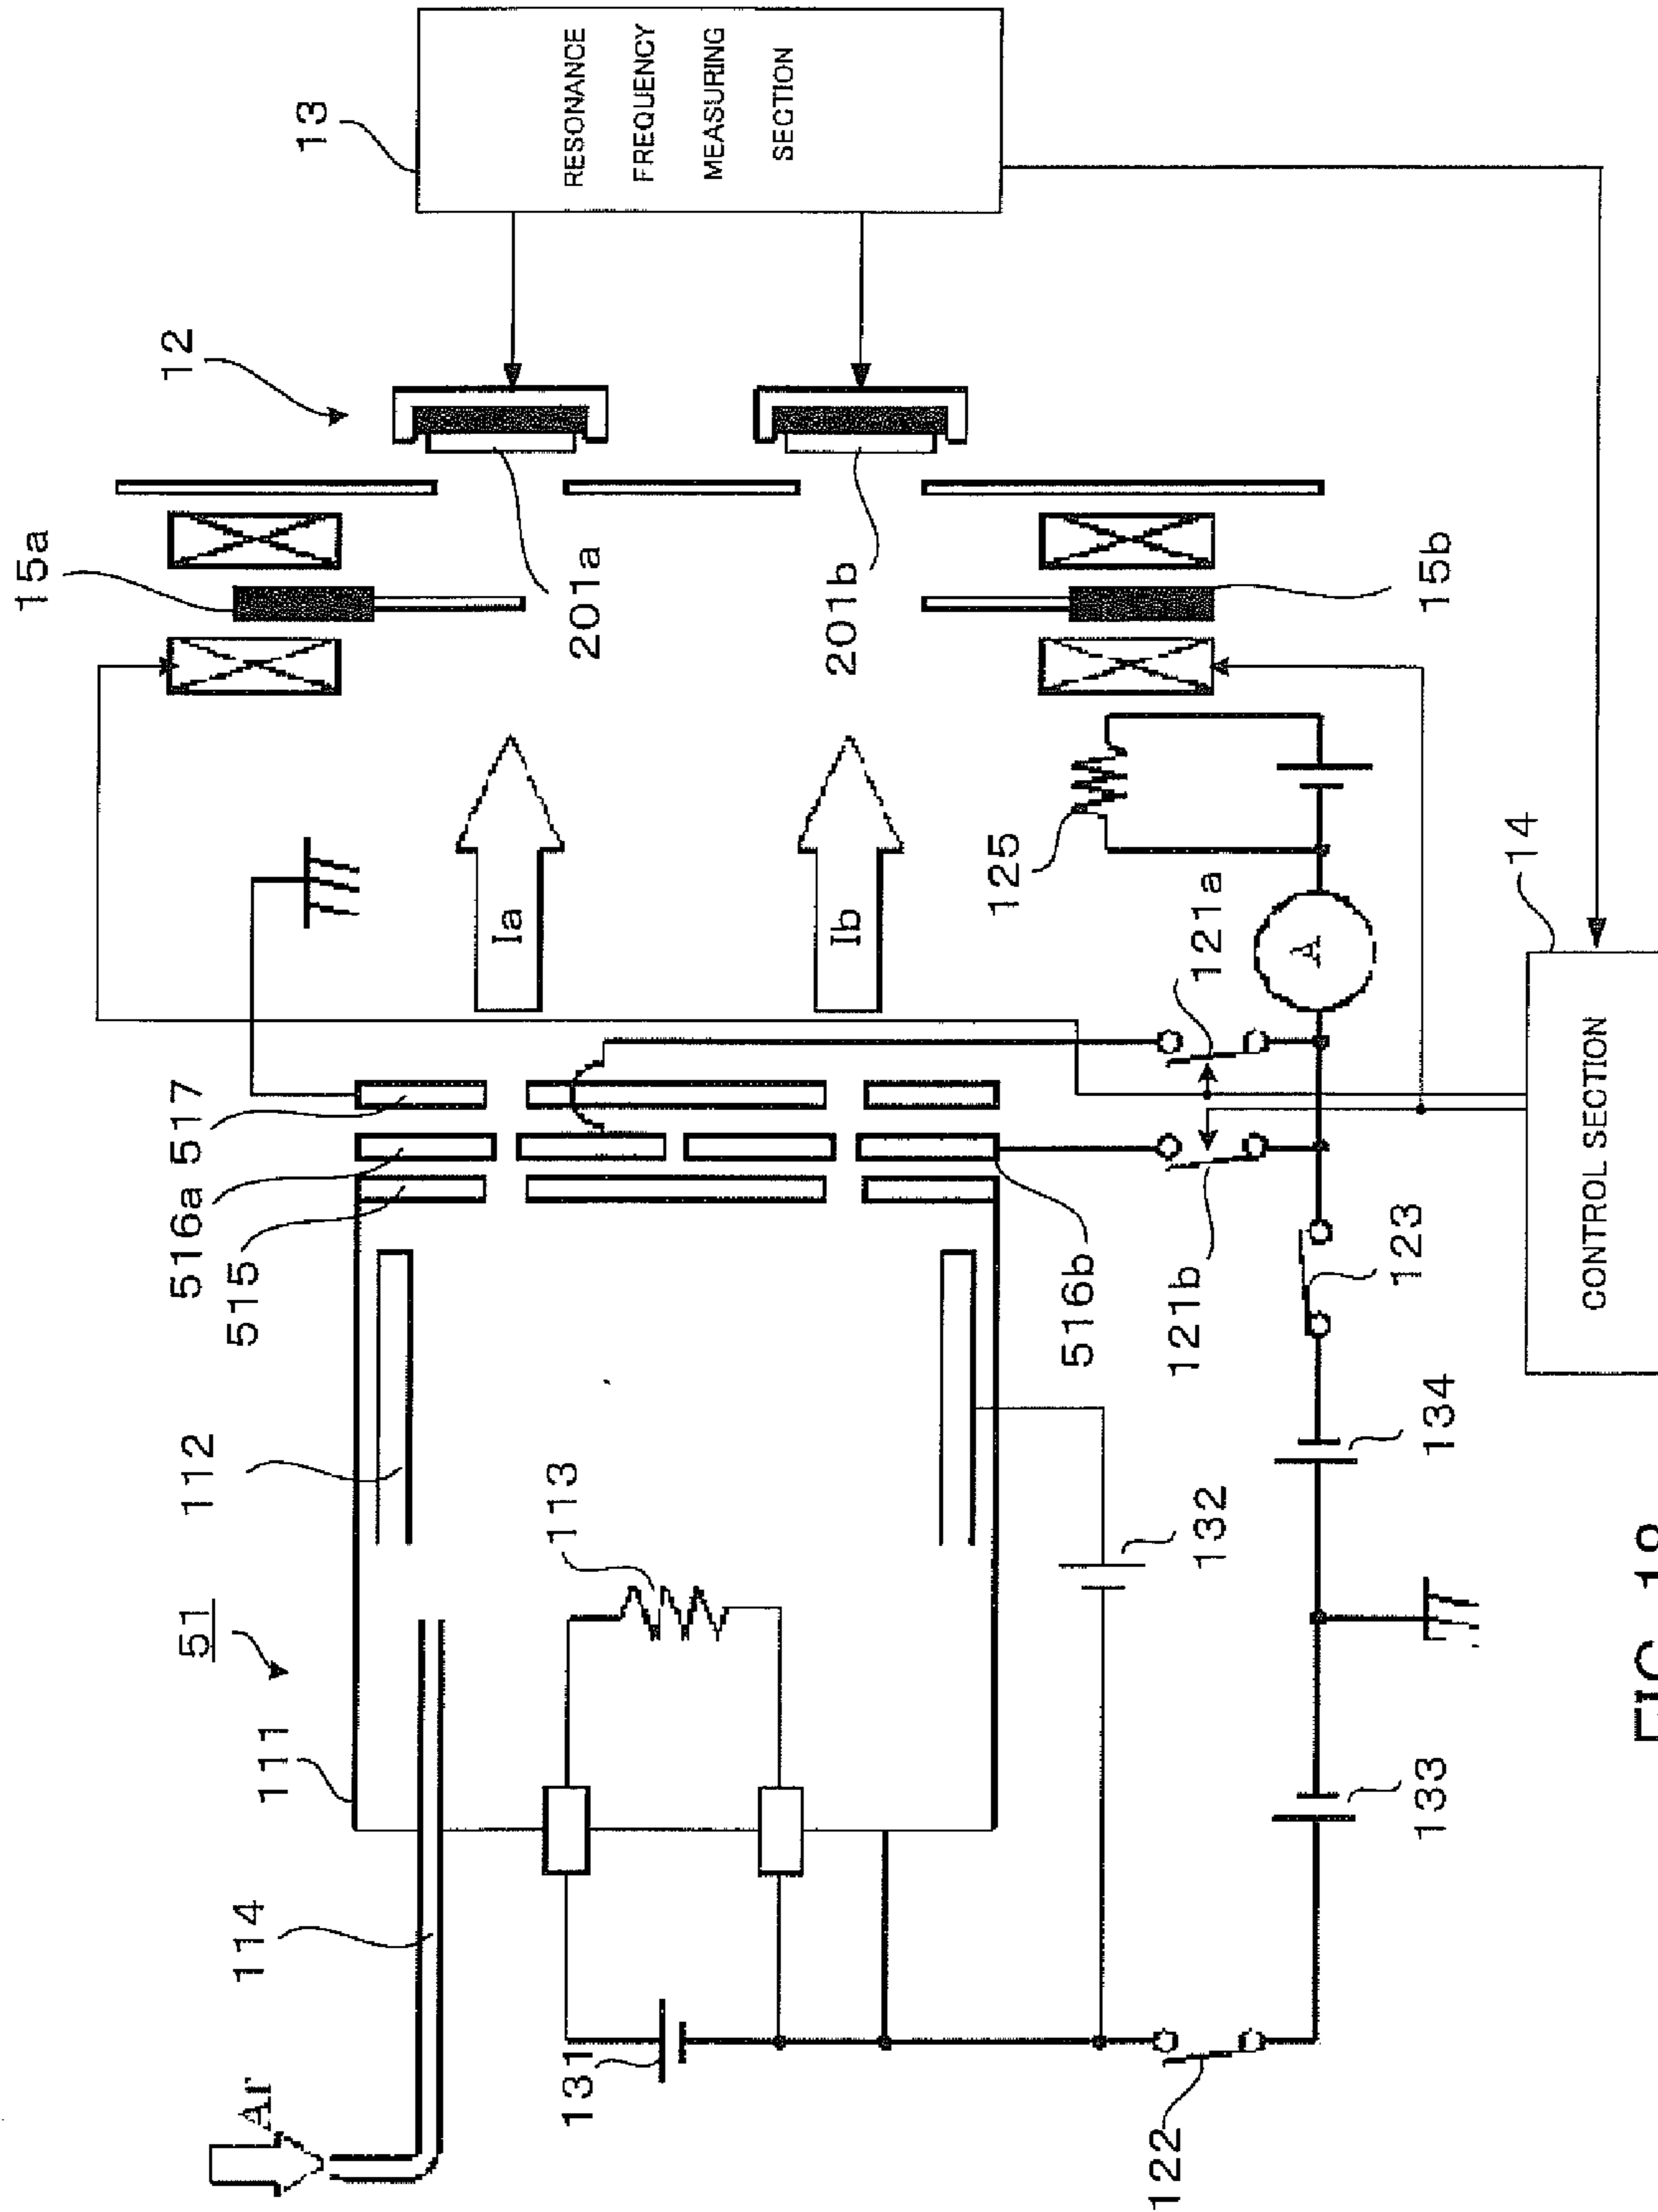 15a
13
12
RESONANCE
FREQUENCY
MEASURING
SECTION
Ar
114
111
51
112
515
516a
517
113
Ia
201a
131
Ib
201b
125
132
516b
121b
121a
15b
122
133
134
123
A
14
CONTROL SECTION
FIG